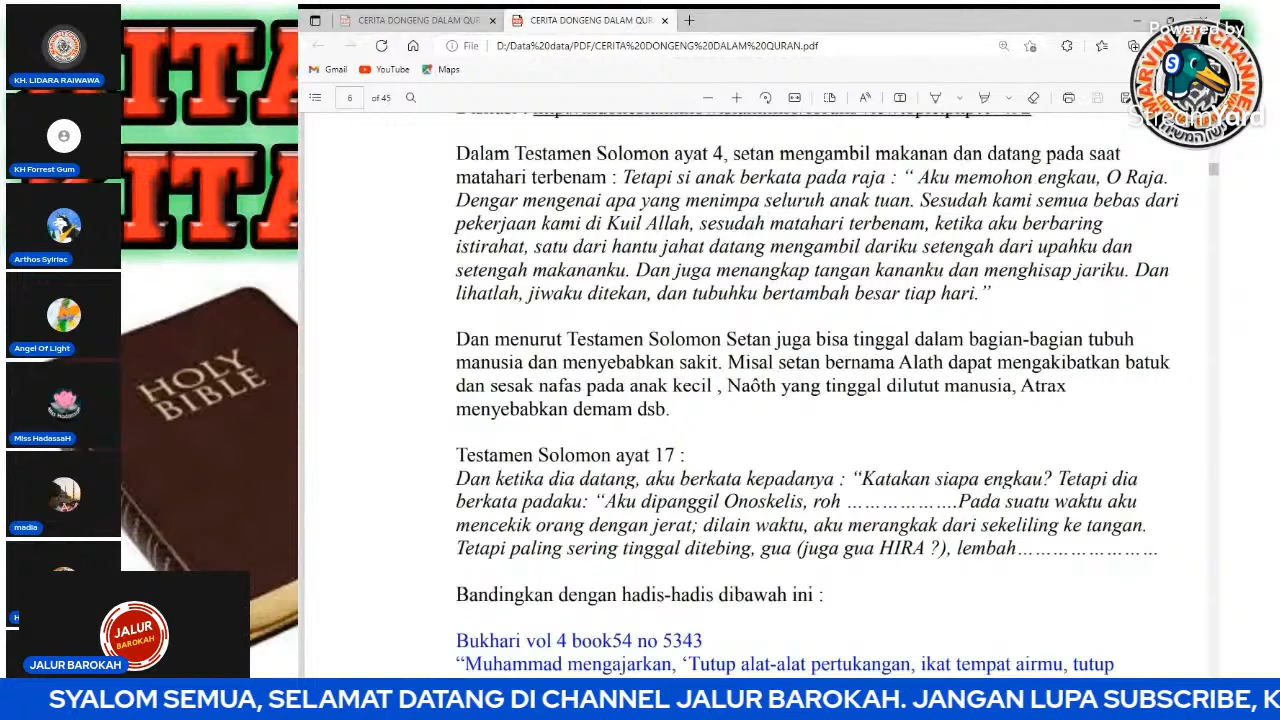 KH. LIDARA RAIWAWA
KH Forrest Gum
Arthos Syiriac
Angel Of Light
Miss HadassaH
madia
JALUR
BAROKAH
JALUR BAROKAH
HOLY
BIBLE
CERITA DONGENG DALAM QUR
CERITA DONGENG DALAM QUR
File
D:/Data%20data/PDF/CERITA%20DONGENG%20DALAM%20QURAN.pdf
Gmail
YouTube
Maps
6
of 45
Powered by
StreamYard
MARVIN 21 CHANNEL
Dalam Testamen Solomon ayat 4, setan mengambil makanan dan datang pada saat
matahari terbenam : Tetapi si anak berkata pada raja : “ Aku memohon engkau, O Raja.
Dengar mengenai apa yang menimpa seluruh anak tuan. Sesudah kami semua bebas dari
pekerjaan kami di Kuil Allah, sesudah matahari terbenam, ketika aku berbaring
istirahat, satu dari hantu jahat datang mengambil dariku setengah dari upahku dan
setengah makananku. Dan juga menangkap tangan kananku dan menghisap jariku. Dan
lihatlah, jiwaku ditekan, dan tubuhku bertambah besar tiap hari.”
Dan menurut Testamen Solomon Setan juga bisa tinggal dalam bagian-bagian tubuh
manusia dan menyebabkan sakit. Misal setan bernama Alath dapat mengakibatkan batuk
dan sesak nafas pada anak kecil , Naôth yang tinggal dilutut manusia, Atrax
menyebabkan demam dsb.
Testamen Solomon ayat 17 :
Dan ketika dia datang, aku berkata kepadanya : “Katakan siapa engkau? Tetapi dia
berkata padaku: “Aku dipanggil Onoskelis, roh ……………….Pada suatu waktu aku
mencekik orang dengan jerat; dilain waktu, aku merangkak dari sekeliling ke tangan.
Tetapi paling sering tinggal ditebing, gua (juga gua HIRA ?), lembah……………………
Bandingkan dengan hadis-hadis dibawah ini :
Bukhari vol 4 book54 no 5343
“Muhammad mengajarkan, ‘Tutup alat-alat pertukangan, ikat tempat airmu, tutup
SYALOM SEMUA, SELAMAT DATANG DI CHANNEL JALUR BAROKAH. JANGAN LUPA SUBSCRIBE, K